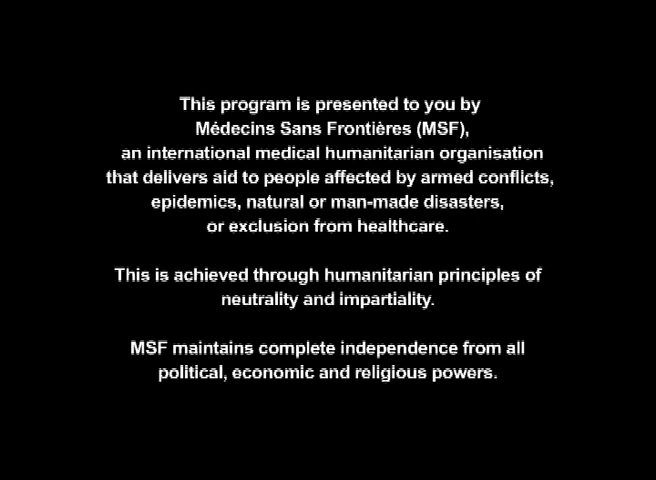 This program is presented to you by
Médecins Sans Frontières (MSF),
an international medical humanitarian organisation
that delivers aid to people affected by armed conflicts,
epidemics, natural or man-made disasters,
or exclusion from healthcare.
This is achieved through humanitarian principles of
neutrality and impartiality.
MSF maintains complete independence from all
political, economic and religious powers.